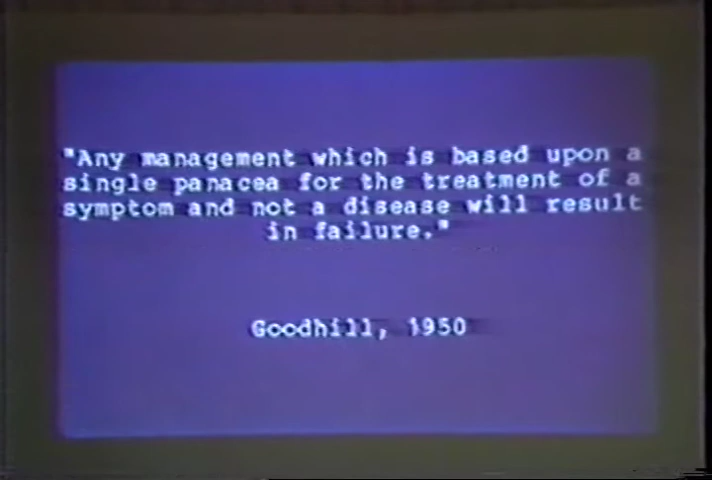 "Any management which is based upon a
single panacea for the treatment of a
symptom and not a disease will result
in failure."
Goodhill, 1950